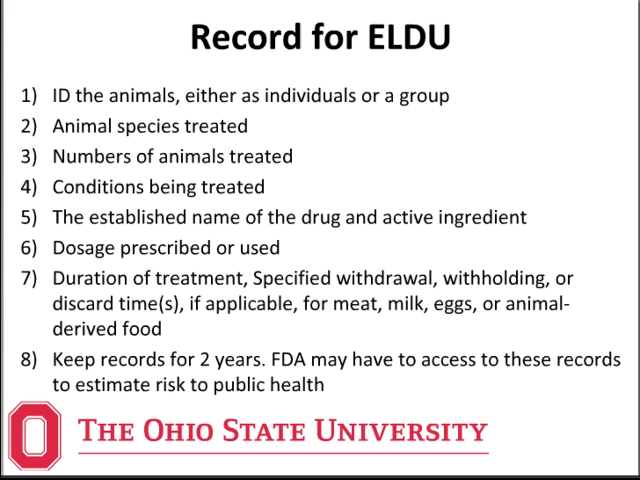 Record for ELDU
1) ID the animals, either as individuals or a group
2) Animal species treated
3) Numbers of animals treated
4) Conditions being treated
5) The established name of the drug and active ingredient
6) Dosage prescribed or used
7) Duration of treatment, Specified withdrawal, withholding, or
discard time(s), if applicable, for meat, milk, eggs, or animal-
derived food
8) Keep records for 2 years. FDA may have to access to these records
to estimate risk to public health
THE OHIO STATE UNIVERSITY